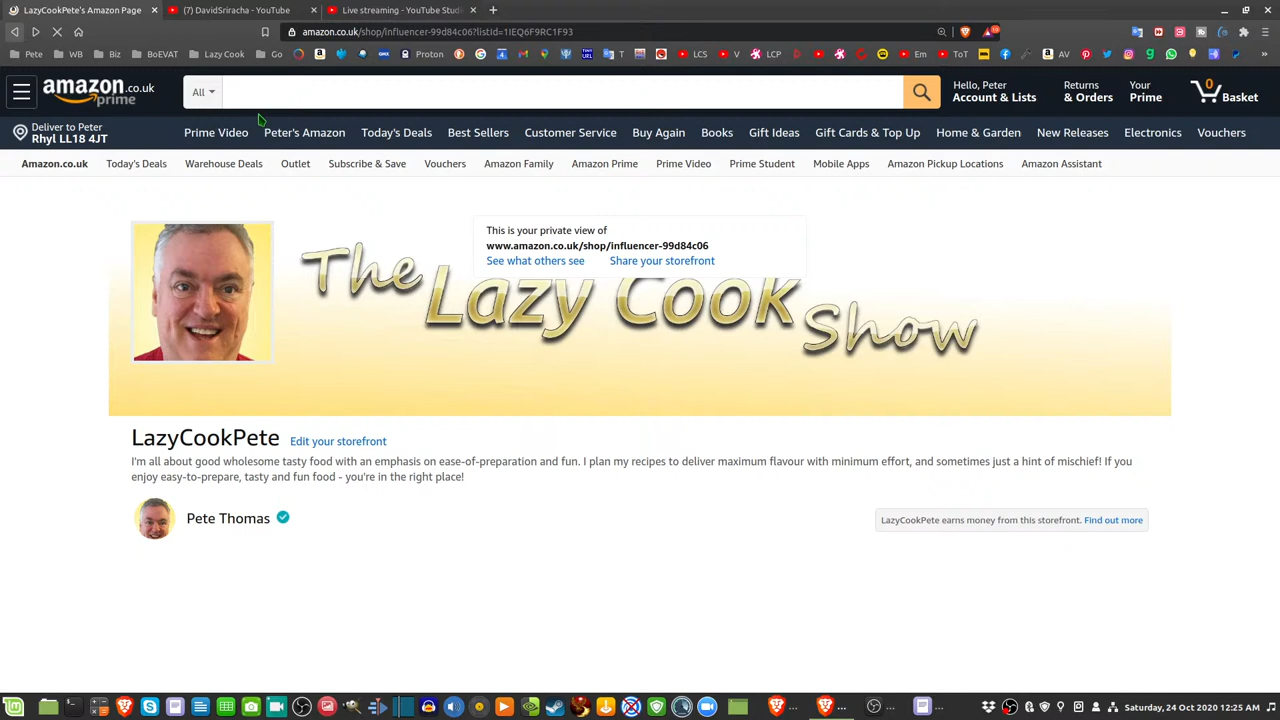 LazyCookPete's Amazon Page
(7) DavidSiracha - YouTube
Live streaming - YouTube Stud
amazon.co.uk/shop/influencer-99d84c06?listId=1IEQ6F9RC1F93
Pete WB Biz BoEVAT Lazy Cook Go Proton T LCS V LCP Em ToT AV
amazon.co.uk
prime
All
Hello, Peter
Account & Lists
Returns
& Orders
Your
Prime
0
Basket
Deliver to Peter
Rhyl LL18 4JT
Prime Video Peter's Amazon Today's Deals Best Sellers Customer Service Buy Again Books Gift Ideas Gift Cards & Top Up Home & Garden New Releases Electronics Vouchers
Amazon.co.uk Today's Deals Warehouse Deals Outlet Subscribe & Save Vouchers Amazon Family Amazon Prime Prime Video Prime Student Mobile Apps Amazon Pickup Locations Amazon Assistant
This is your private view of
www.amazon.co.uk/shop/influencer-99d84c06
See what others see Share your storefront
The Lazy Cook Show
LazyCookPete Edit your storefront
I'm all about good wholesome tasty food with an emphasis on ease-of-preparation and fun. I plan my recipes to deliver maximum flavour with minimum effort, and sometimes just a hint of mischief! If you
enjoy easy-to-prepare, tasty and fun food - you're in the right place!
Pete Thomas
LazyCookPete earns money from this storefront. Find out more
Saturday, 24 Oct 2020 12:25 AM